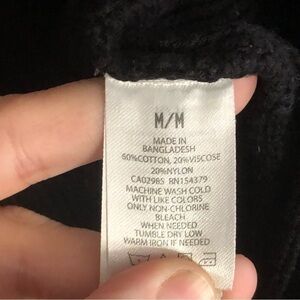 M/M
MADE IN
BANGLADESH
60%COTTON, 20%VISCOSE
20%NYLON
CA02985 RN154379
MACHINE WASH COLD
WITH LIKE COLORS
ONLY NON-CHLORINE
BLEACH
WHEN NEEDED
TUMBLE DRY LOW
WARM IRON IF NEEDED